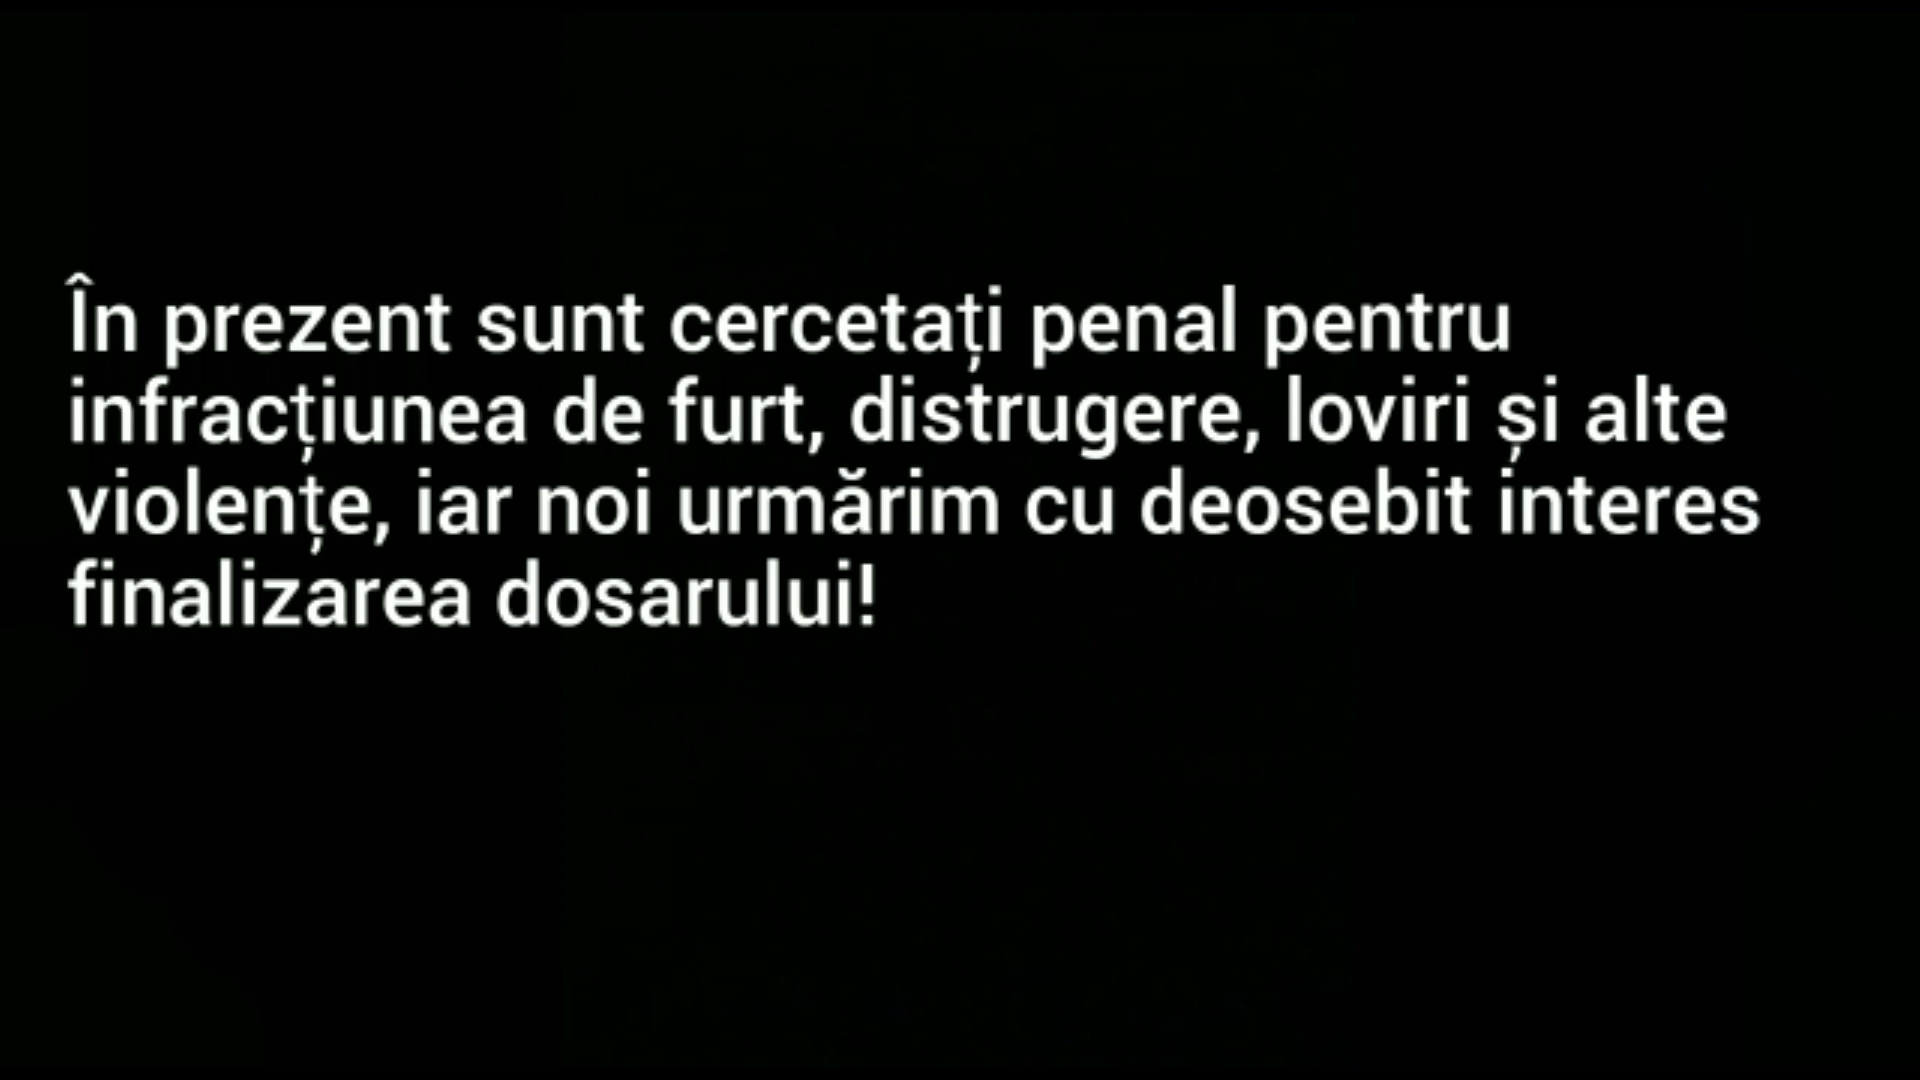 În prezent sunt cercetați penal pentru
infracțiunea de furt, distrugere, loviri și alte
violențe, iar noi urmărim cu deosebit interes
finalizarea dosarului!